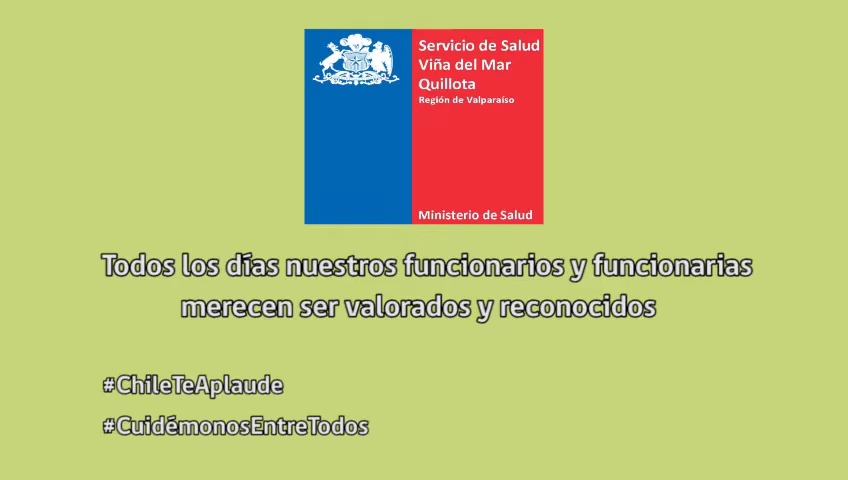 Servicio de Salud
Viña del Mar
Quillota
Región de Valparaíso
Ministerio de Salud
Todos los días nuestros funcionarios y funcionarias
merecen ser valorados y reconocidos
#ChileTeAplaude
#CuidémonosEntreTodos